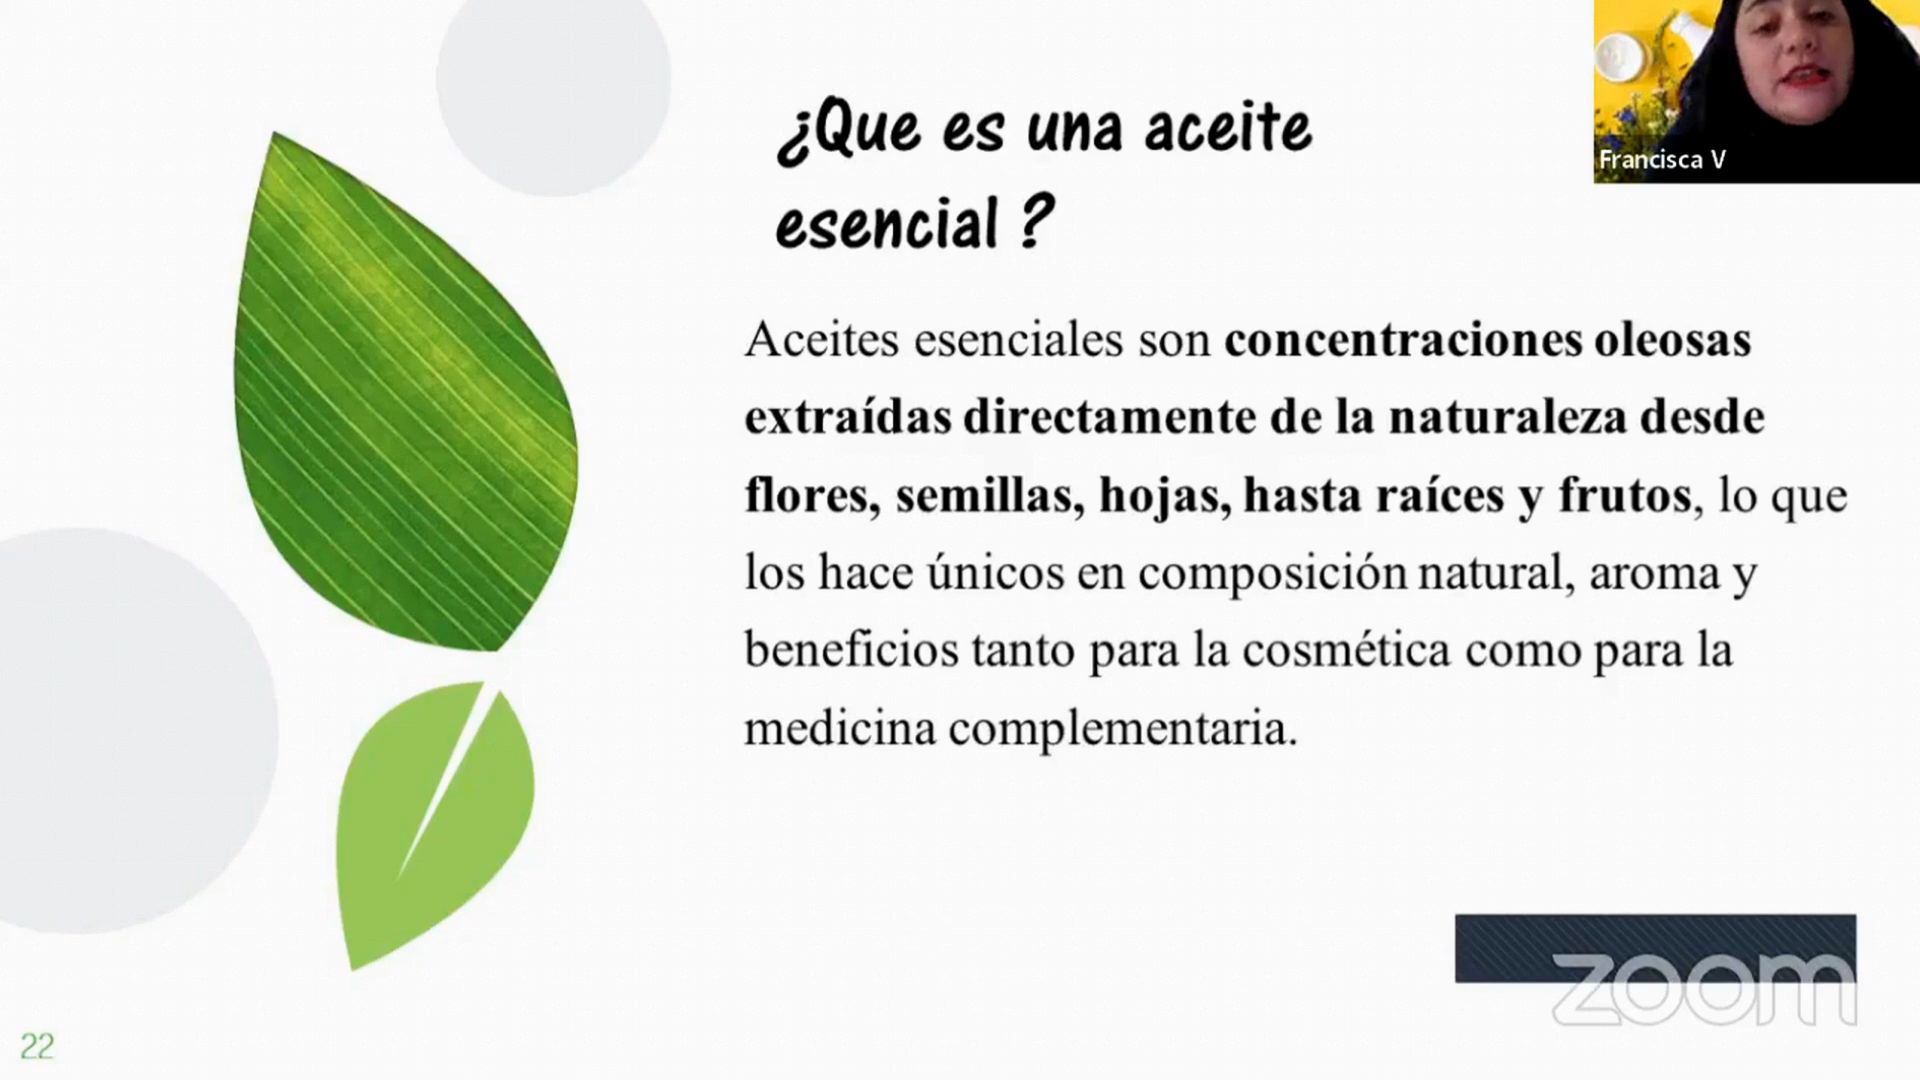 ¿Que es una aceite
esencial ?
Francisca V
Aceites esenciales son concentraciones oleosas
extraídas directamente de la naturaleza desde
flores, semillas, hojas, hasta raíces y frutos, lo que
los hace únicos en composición natural, aroma y
beneficios tanto para la cosmética como para la
medicina complementaria.
zoom
22